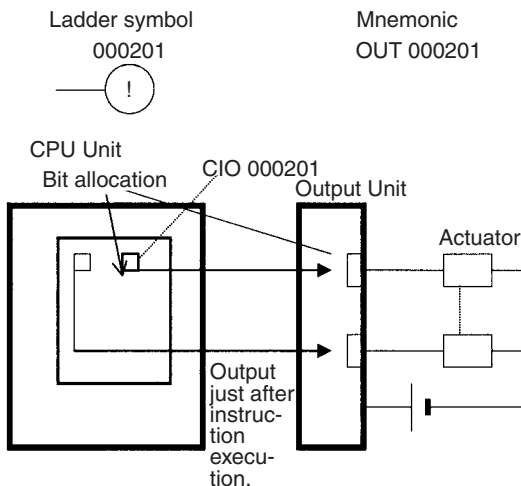 Ladder symbol
Mnemonic
000201
OUT 000201
!
CPU Unit
Bit allocation
CIO 000201
Output Unit
Actuator
Output
just after
instruc-
tion
execu-
tion.